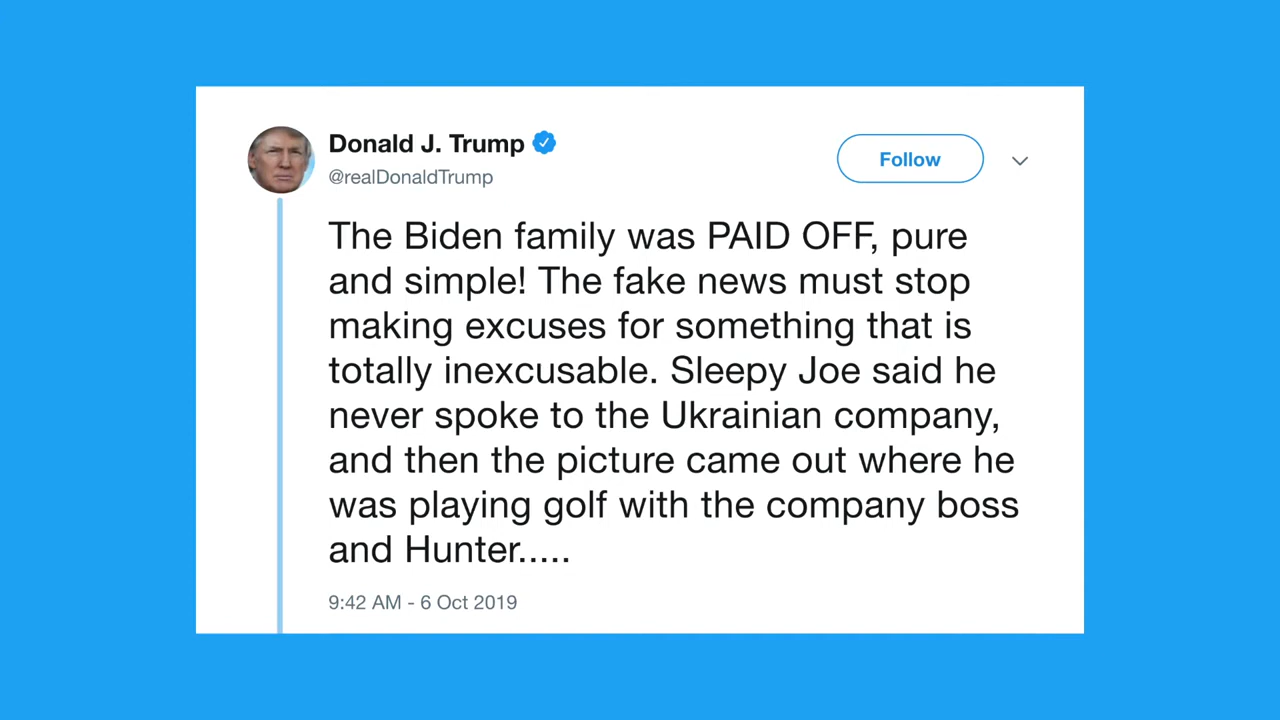 Donald J. Trump
@realDonaldTrump
Follow
The Biden family was PAID OFF, pure
and simple! The fake news must stop
making excuses for something that is
totally inexcusable. Sleepy Joe said he
never spoke to the Ukrainian company,
and then the picture came out where he
was playing golf with the company boss
and Hunter.....
9:42 AM - 6 Oct 2019